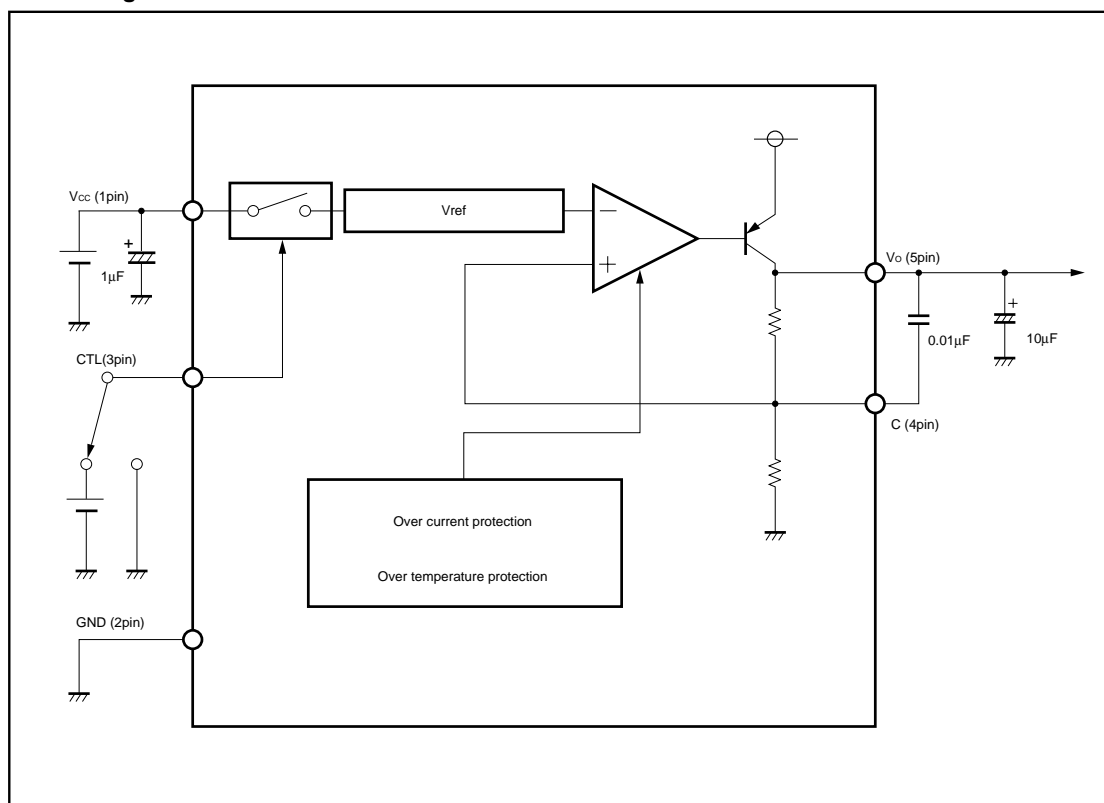 Vref
Vcc (1pin)
1μF
+
−
+
Vo (5pin)
+
0.01μF
10μF
CTL(3pin)
C (4pin)
Over current protection
Over temperature protection
GND (2pin)